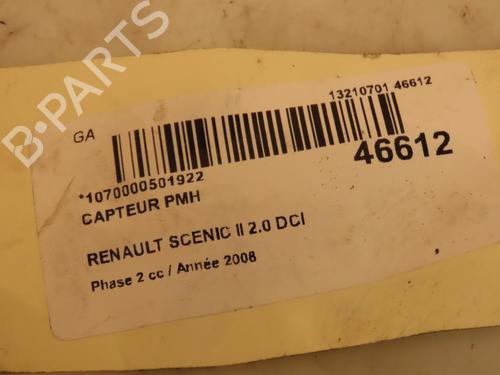 B-PARTS
GA
13210701 46612
46612
*1070000501922
CAPTEUR PMH
RENAULT SCENIC II 2.0 DCI
Phase 2 cc / Année 2008